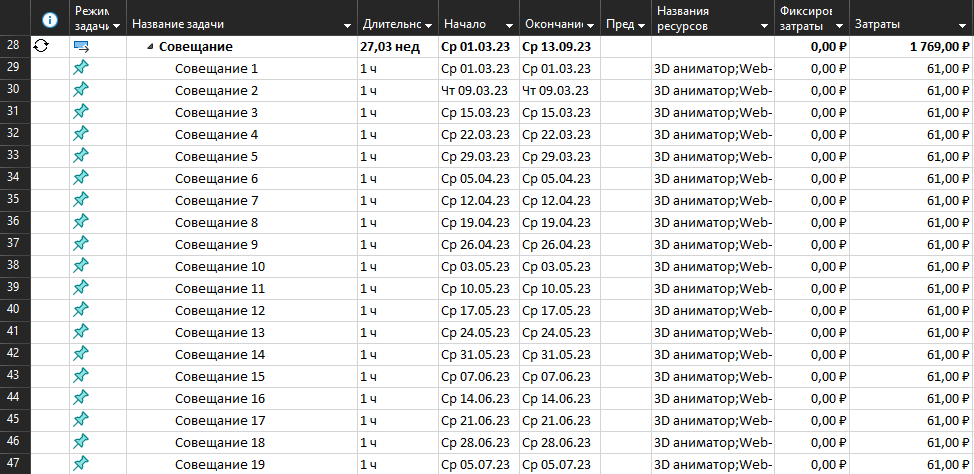 Режим задачи Название задачи Длительнс Начало Окончани Пред Названия ресурсов Фиксиров затраты Затраты
28 Совещание 27,03 нед Ср 01.03.23 Ср 13.09.23 0,00 ₽ 1 769,00 ₽
29 Совещание 1 1 ч Ср 01.03.23 Ср 01.03.23 3D аниматор;Web- 0,00 ₽ 61,00 ₽
30 Совещание 2 1 ч Чт 09.03.23 Чт 09.03.23 3D аниматор;Web- 0,00 ₽ 61,00 ₽
31 Совещание 3 1 ч Ср 15.03.23 Ср 15.03.23 3D аниматор;Web- 0,00 ₽ 61,00 ₽
32 Совещание 4 1 ч Ср 22.03.23 Ср 22.03.23 3D аниматор;Web- 0,00 ₽ 61,00 ₽
33 Совещание 5 1 ч Ср 29.03.23 Ср 29.03.23 3D аниматор;Web- 0,00 ₽ 61,00 ₽
34 Совещание 6 1 ч Ср 05.04.23 Ср 05.04.23 3D аниматор;Web- 0,00 ₽ 61,00 ₽
35 Совещание 7 1 ч Ср 12.04.23 Ср 12.04.23 3D аниматор;Web- 0,00 ₽ 61,00 ₽
36 Совещание 8 1 ч Ср 19.04.23 Ср 19.04.23 3D аниматор;Web- 0,00 ₽ 61,00 ₽
37 Совещание 9 1 ч Ср 26.04.23 Ср 26.04.23 3D аниматор;Web- 0,00 ₽ 61,00 ₽
38 Совещание 10 1 ч Ср 03.05.23 Ср 03.05.23 3D аниматор;Web- 0,00 ₽ 61,00 ₽
39 Совещание 11 1 ч Ср 10.05.23 Ср 10.05.23 3D аниматор;Web- 0,00 ₽ 61,00 ₽
40 Совещание 12 1 ч Ср 17.05.23 Ср 17.05.23 3D аниматор;Web- 0,00 ₽ 61,00 ₽
41 Совещание 13 1 ч Ср 24.05.23 Ср 24.05.23 3D аниматор;Web- 0,00 ₽ 61,00 ₽
42 Совещание 14 1 ч Ср 31.05.23 Ср 31.05.23 3D аниматор;Web- 0,00 ₽ 61,00 ₽
43 Совещание 15 1 ч Ср 07.06.23 Ср 07.06.23 3D аниматор;Web- 0,00 ₽ 61,00 ₽
44 Совещание 16 1 ч Ср 14.06.23 Ср 14.06.23 3D аниматор;Web- 0,00 ₽ 61,00 ₽
45 Совещание 17 1 ч Ср 21.06.23 Ср 21.06.23 3D аниматор;Web- 0,00 ₽ 61,00 ₽
46 Совещание 18 1 ч Ср 28.06.23 Ср 28.06.23 3D аниматор;Web- 0,00 ₽ 61,00 ₽
47 Совещание 19 1 ч Ср 05.07.23 Ср 05.07.23 3D аниматор;Web- 0,00 ₽ 61,00 ₽